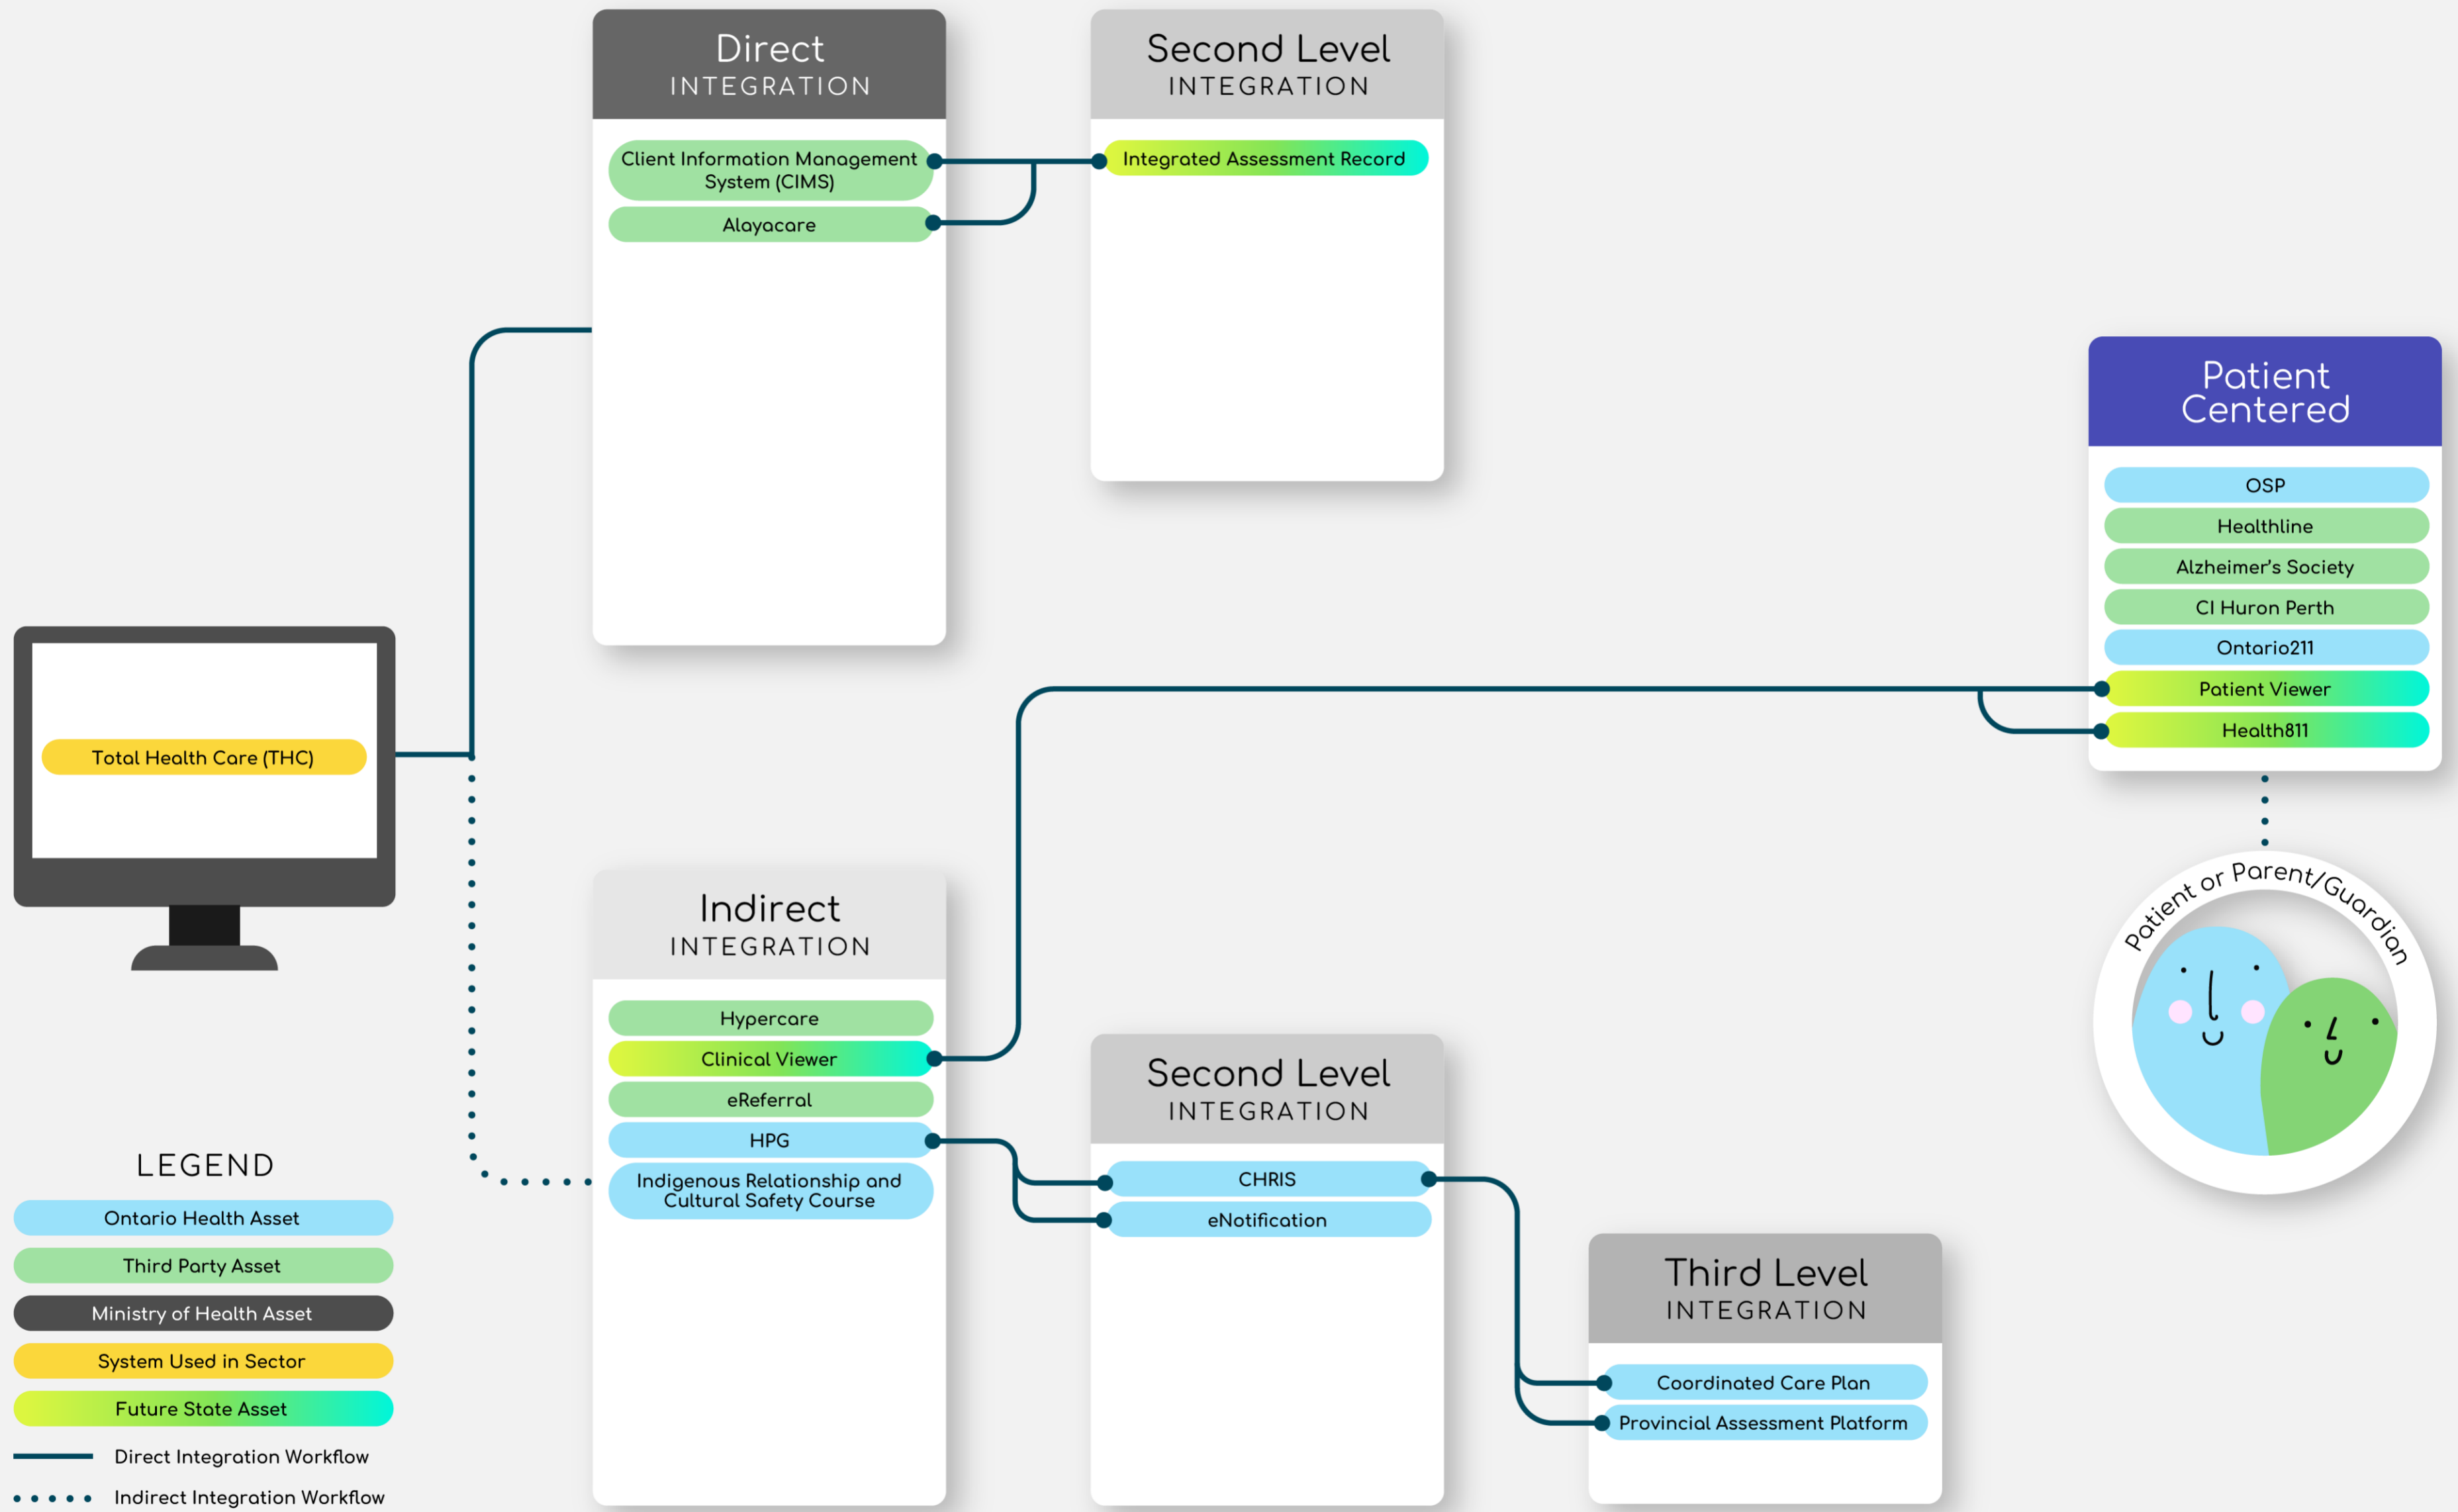 Direct
INTEGRATION
Client Information Management
System (CIMS)
Alayacare
Second Level
INTEGRATION
Integrated Assessment Record
Patient
Centered
OSP
Healthline
Alzheimer's Society
CI Huron Perth
Ontario211
Patient Viewer
Health811
Patient or Parent/Guardian
Total Health Care (THC)
Indirect
INTEGRATION
Hypercare
Clinical Viewer
eReferral
HPG
Indigenous Relationship and
Cultural Safety Course
Second Level
INTEGRATION
CHRIS
eNotification
Third Level
INTEGRATION
Coordinated Care Plan
Provincial Assessment Platform
LEGEND
Ontario Health Asset
Third Party Asset
Ministry of Health Asset
System Used in Sector
Future State Asset
Direct Integration Workflow
Indirect Integration Workflow